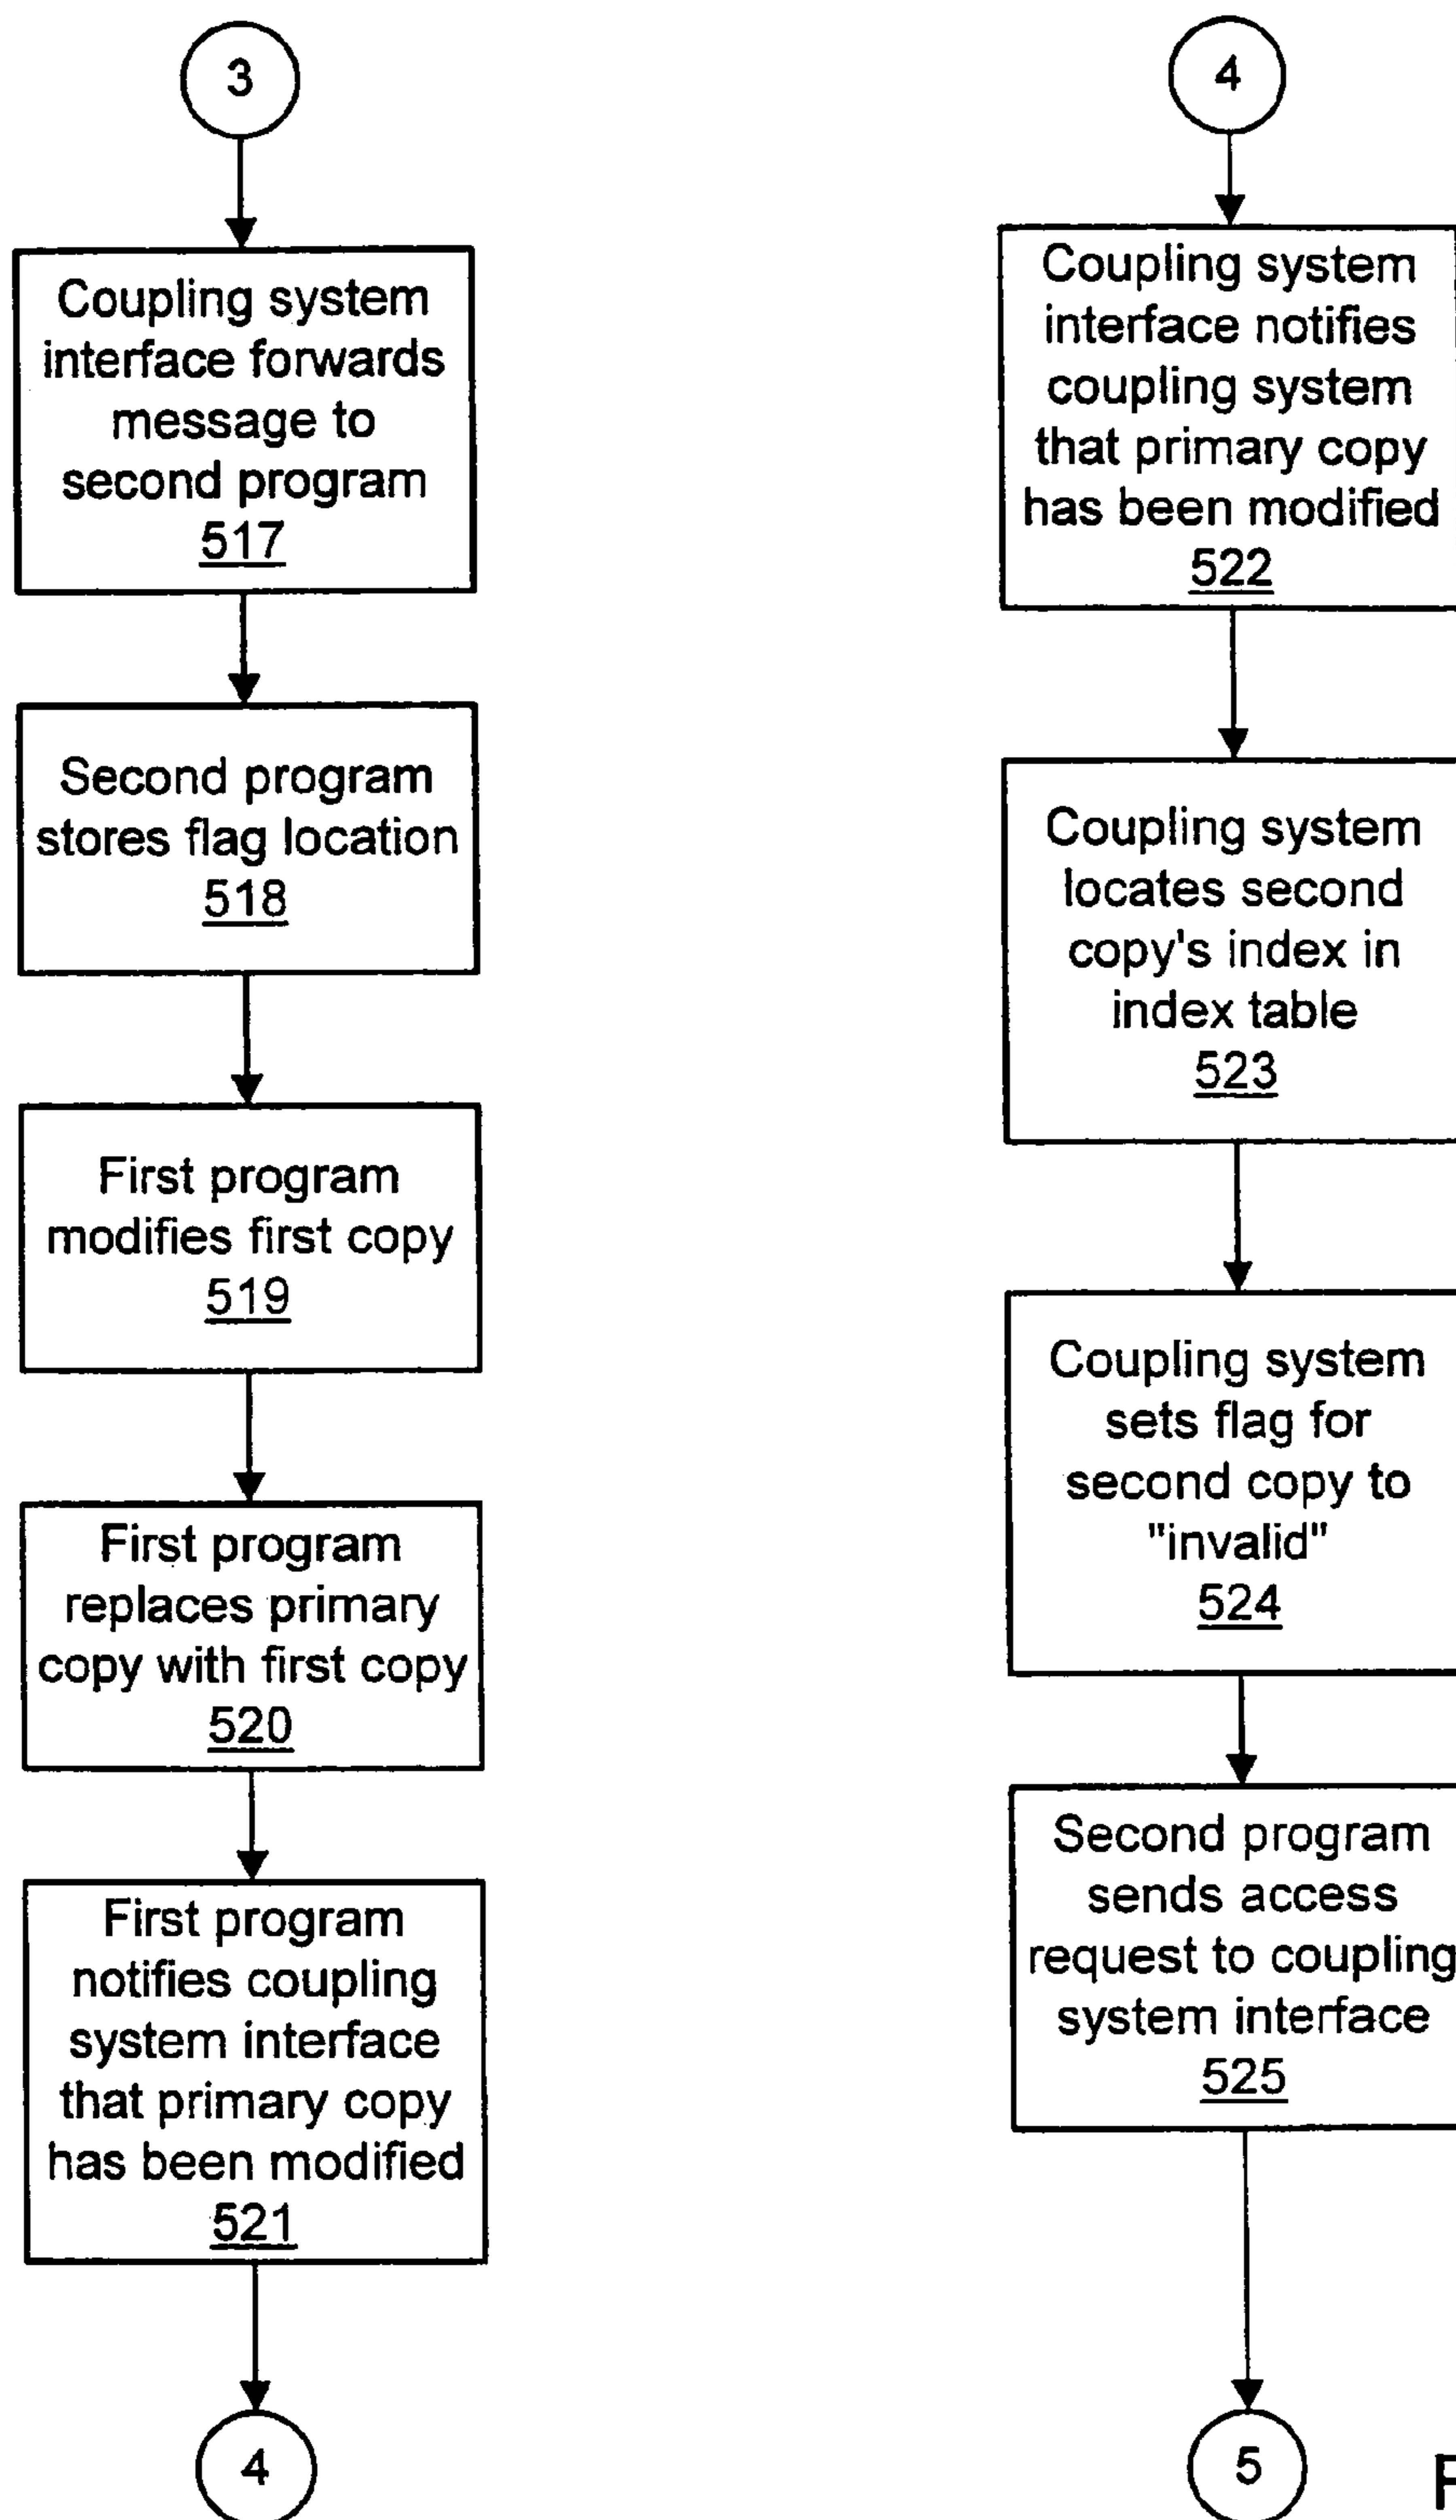 3
Coupling system
interface forwards
message to
second program
517
Second program
stores flag location
518
First program
modifies first copy
519
First program
replaces primary
copy with first copy
520
First program
notifies coupling
system interface
that primary copy
has been modified
521
4
4
Coupling system
interface notifies
coupling system
that primary copy
has been modified
522
Coupling system
locates second
copy's index in
index table
523
Coupling system
sets flag for
second copy to
"invalid"
524
Second program
sends access
request to coupling
system interface
525
5